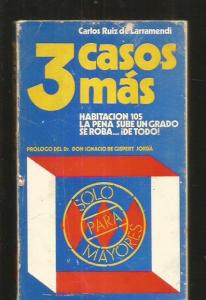 Carlos Ruiz de Larramendi
3 casos
más
HABITACION 105
LA PENA SUBE UN GRADO
SE ROBA... ¡DE TODO!
PROLOGO DEL Dr. DON IGNACIO DE GISPERT JORDÁ
SOLO
PARA
MAYORES